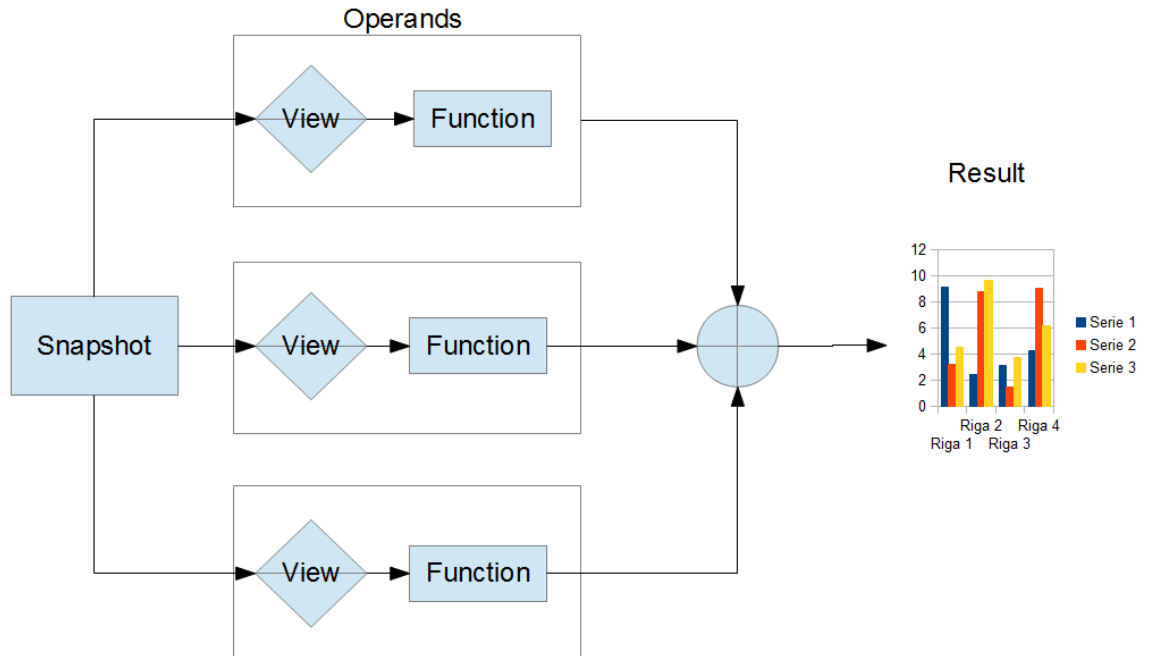 Operands
View
Function
Result
Snapshot
View
Function
12
10
8
6
4
2
0
Serie 1
Serie 2
Serie 3
Riga 2 Riga 4
Riga 1 Riga 3
View
Function